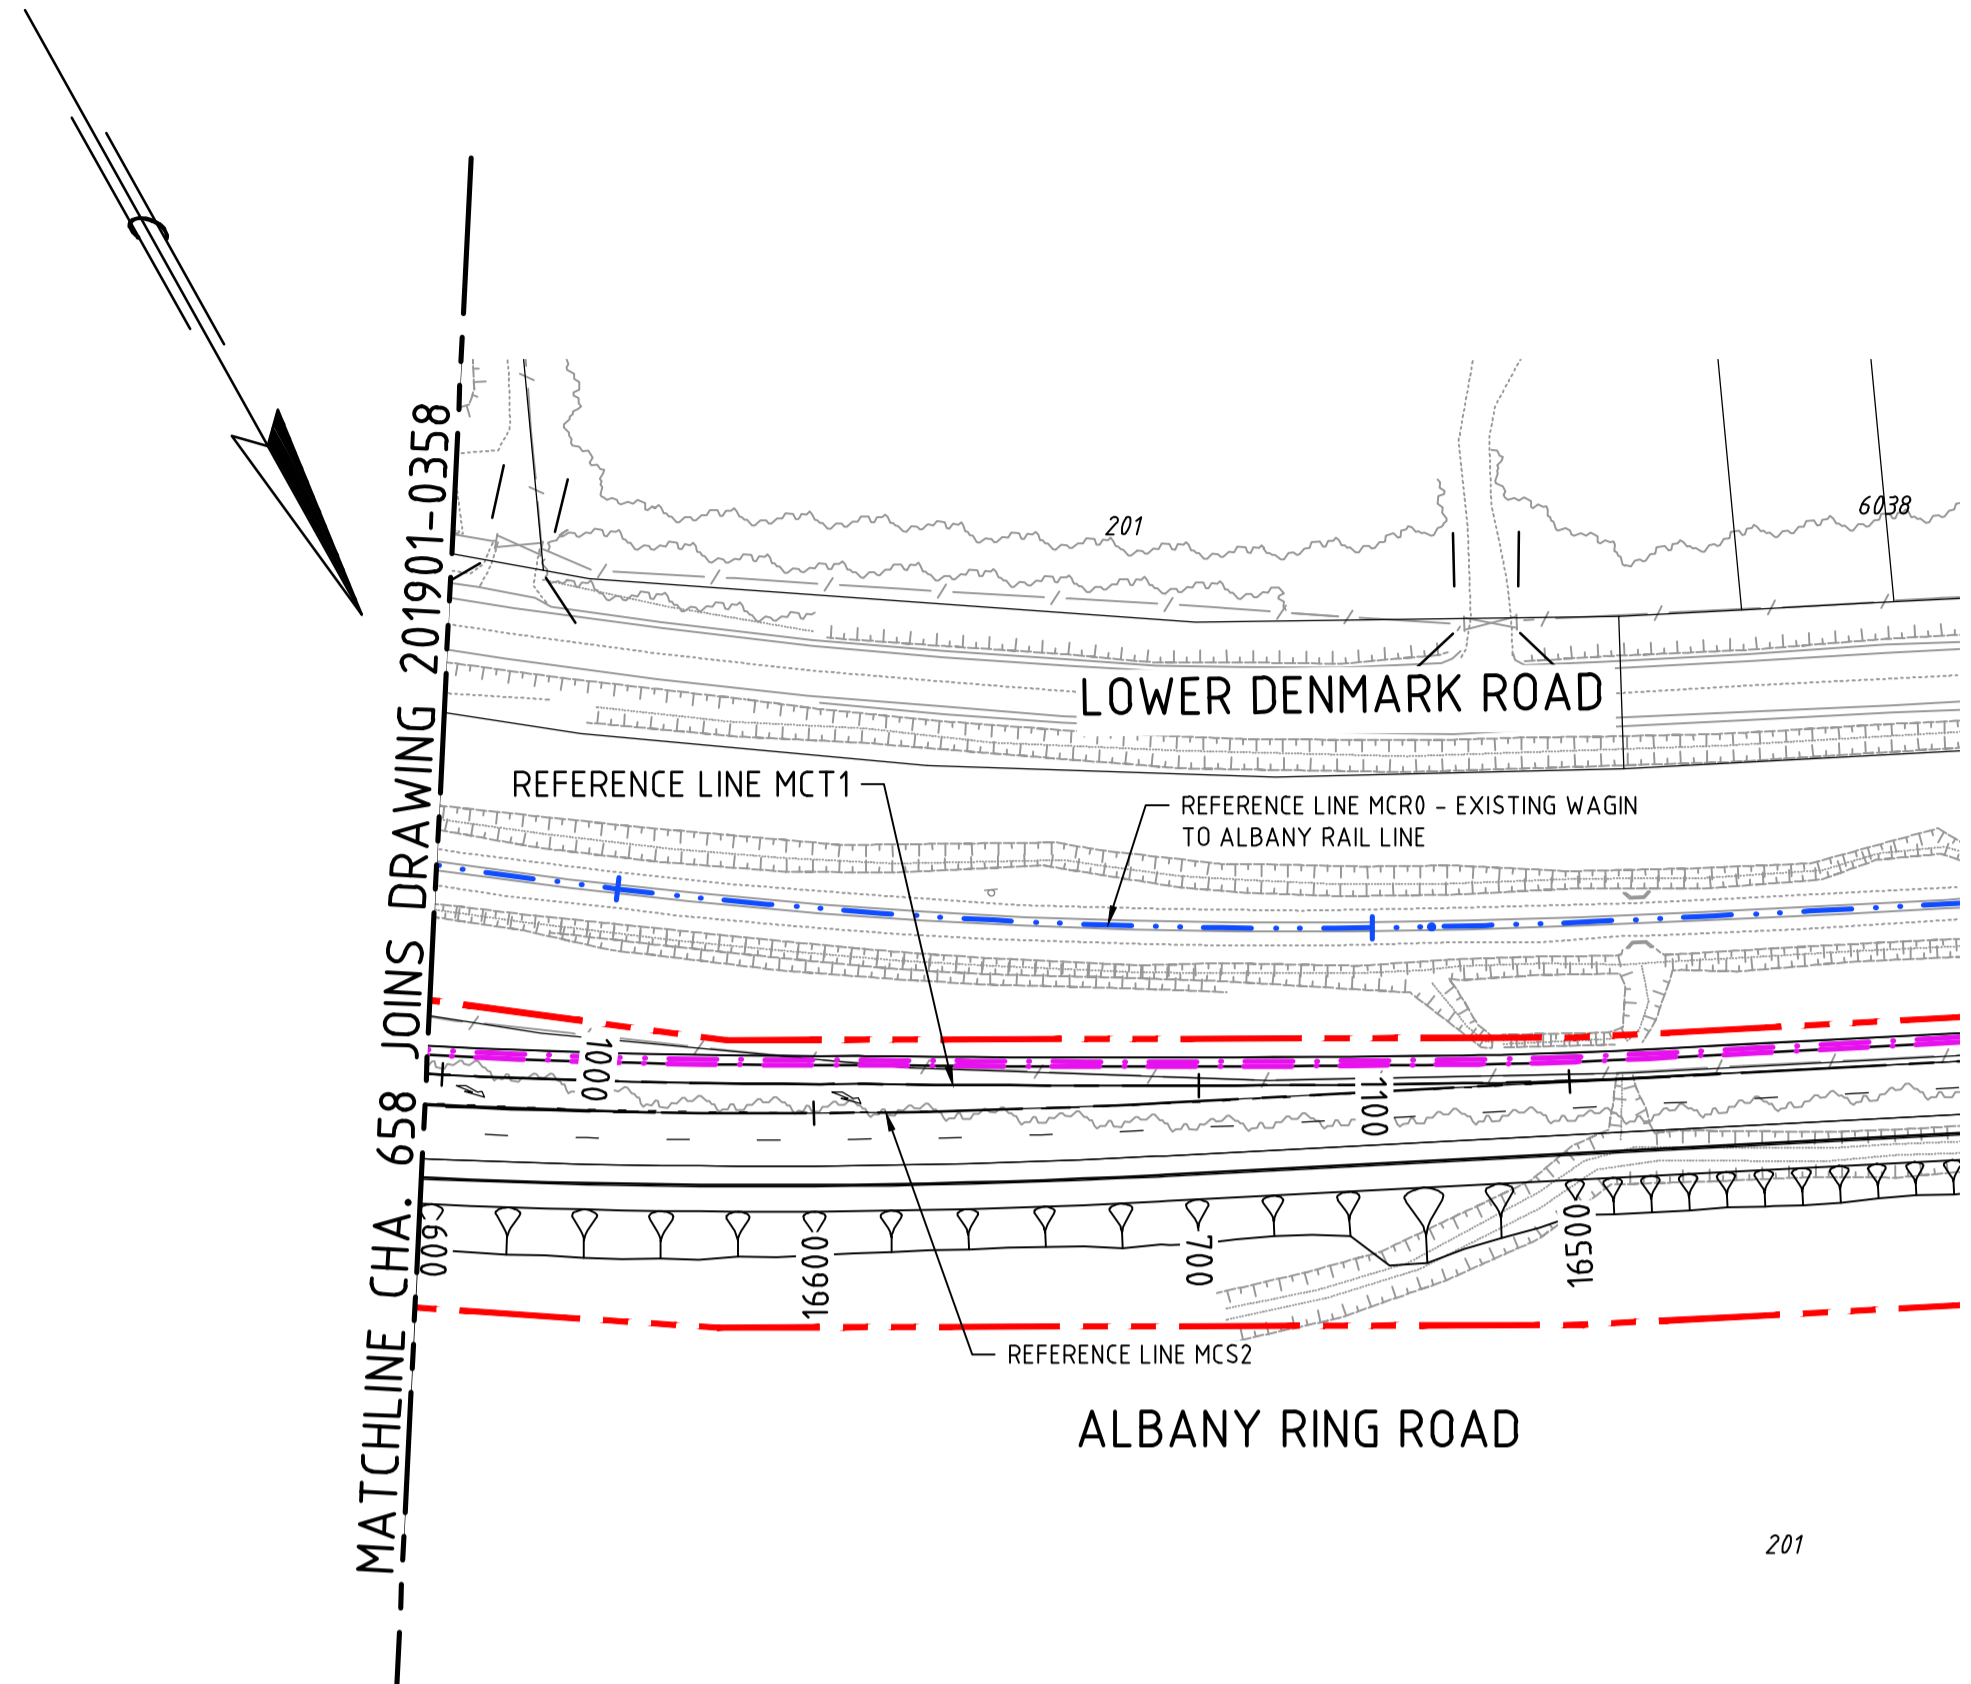 MATCHLINE CHA. 658 JOINS DRAWING 201901-0358
201
6038
LOWER DENMARK ROAD
REFERENCE LINE MCT1
REFERENCE LINE MCR0 - EXISTING WAGIN
TO ALBANY RAIL LINE
1000
1100
600
16600
700
16500
REFERENCE LINE MCS2
ALBANY RING ROAD
201